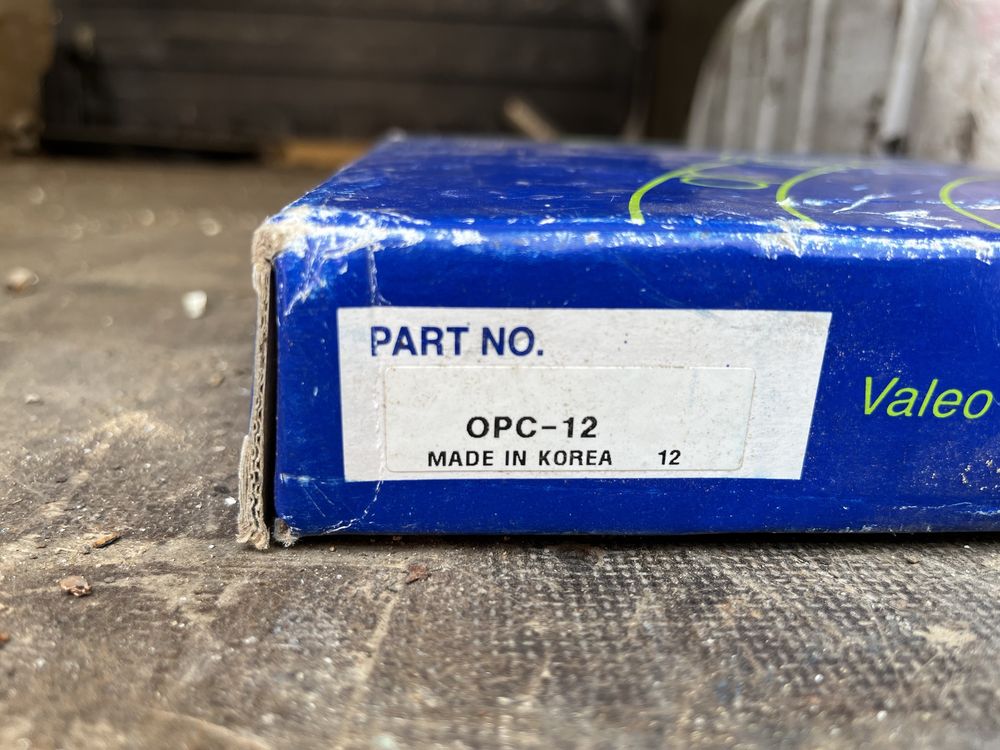 PART NO.
OPC-12
MADE IN KOREA 12
Valeo